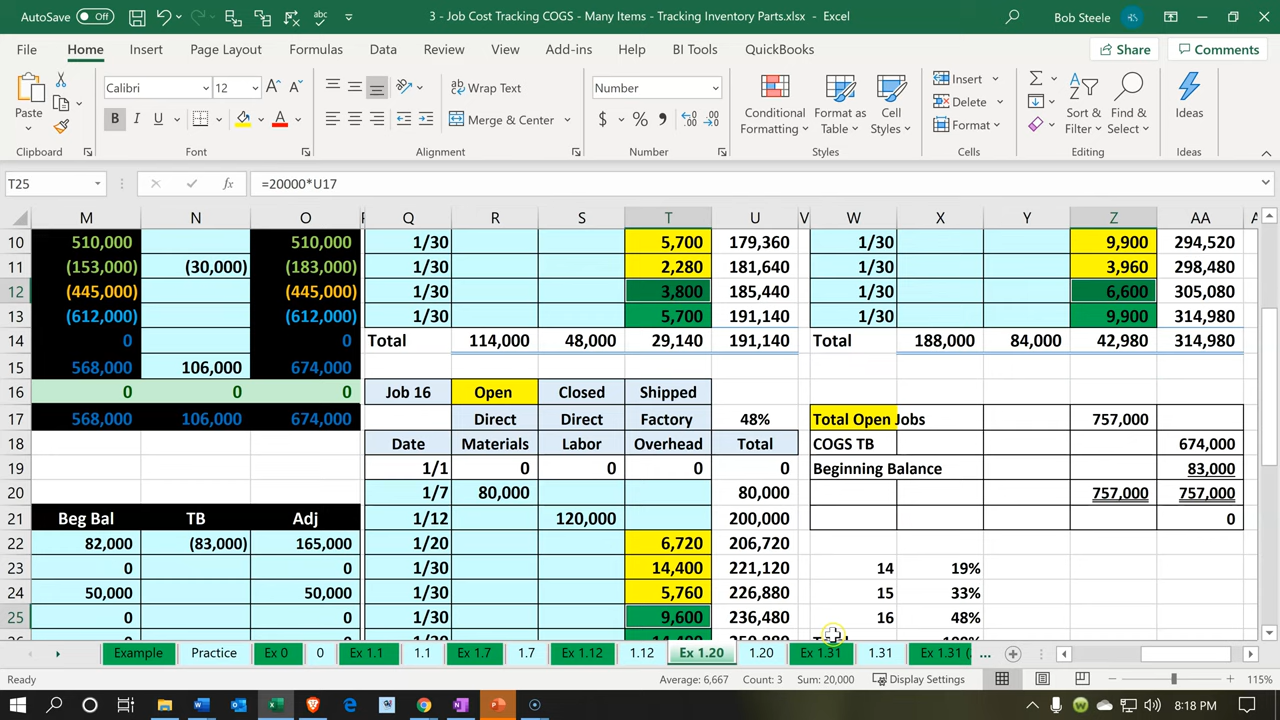 AutoSave Off 3 - Job Cost Tracking COGS - Many Items - Tracking Inventory Parts.xlsx - Excel Bob Steele BS
File Home Insert Page Layout Formulas Data Review View Add-ins Help BI Tools QuickBooks Share Comments
Calibri 12 Wrap Text Number Insert
Paste B I U Merge & Center $ % Conditional Formatting Format as Table Cell Styles Delete Format Sort & Filter Find & Select Ideas
Clipboard Font Alignment Number Styles Cells Editing Ideas
T25 fx =20000*U17
M N O Q R S T U V W X Y Z AA
10 510,000 510,000 1/30 5,700 179,360 1/30 9,900 294,520
11 (153,000) (30,000) (183,000) 1/30 2,280 181,640 1/30 3,960 298,480
12 (445,000) (445,000) 1/30 3,800 185,440 1/30 6,600 305,080
13 (612,000) (612,000) 1/30 5,700 191,140 1/30 9,900 314,980
14 0 0 Total 114,000 48,000 29,140 191,140 Total 188,000 84,000 42,980 314,980
15 568,000 106,000 674,000
16 0 0 0 Job 16 Open Closed Shipped
17 568,000 106,000 674,000 Direct Direct Factory 48% Total Open Jobs 757,000
18 Date Materials Labor Overhead Total COGS TB 674,000
19 1/1 0 0 0 0 Beginning Balance 83,000
20 1/7 80,000 80,000 757,000 757,000
21 Beg Bal TB Adj 1/12 120,000 200,000 0
22 82,000 (83,000) 165,000 1/20 6,720 206,720
23 0 0 1/30 14,400 221,120 14 19%
24 50,000 50,000 1/30 5,760 226,880 15 33%
25 0 0 1/30 9,600 236,480 16 48%
Example Practice Ex 0 0 Ex 1.1 1.1 Ex 1.7 1.7 Ex 1.12 1.12 Ex 1.20 1.20 Ex 1.31 1.31 Ex 1.31 ( ...
Ready Average: 6,667 Count: 3 Sum: 20,000 Display Settings 115%
8:18 PM